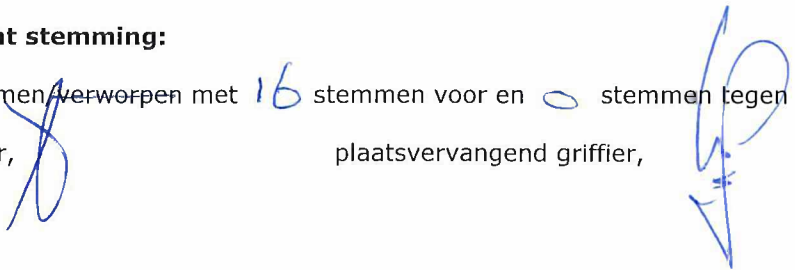 nt stemming:
men/verworpen met 16 stemmen voor en 0 stemmen tegen
r,
plaatsvervangend griffier,